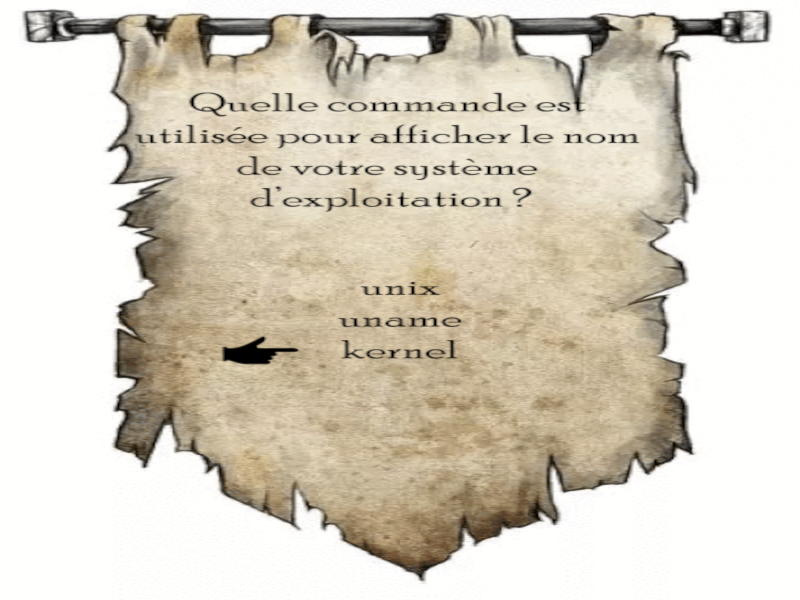 Quelle commande est
utilisée pour afficher le nom
de votre système
d'exploitation ?
unix
uname
kernel